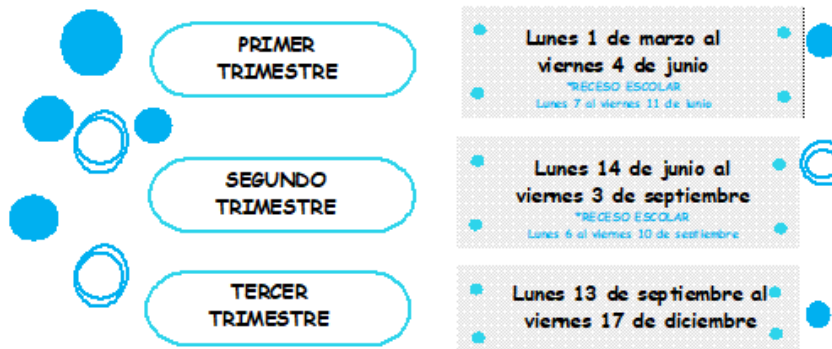 PRIMER
TRIMESTRE
Lunes 1 de marzo al
viernes 4 de junio
*RECESO ESCOLAR
Lunes 7 al viernes 11 de junio
SEGUNDO
TRIMESTRE
Lunes 14 de junio al
viernes 3 de septiembre
*RECESO ESCOLAR
Lunes 6 al viernes 10 de septiembre
TERCER
TRIMESTRE
Lunes 13 de septiembre al
viernes 17 de diciembre